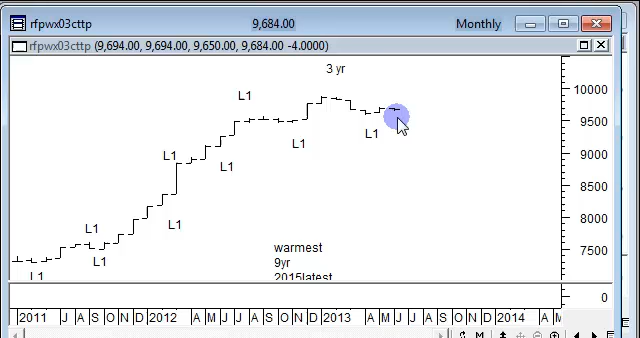 rfpwx03cttp 9,684.00 Monthly
rfpwx03cttp (9,694.00, 9,694.00, 9,650.00, 9,684.00 -4.0000)
3 yr
10000
L1
9500
L1
L1
L1
9000
L1
8500
L1
L1
8000
L1
warmest
7500
L1
9yr
L1
2015latest
0
2011 J A S O N D 2012 A M J J A S O N D 2013 A M J J A S O N D 2014 A M
M